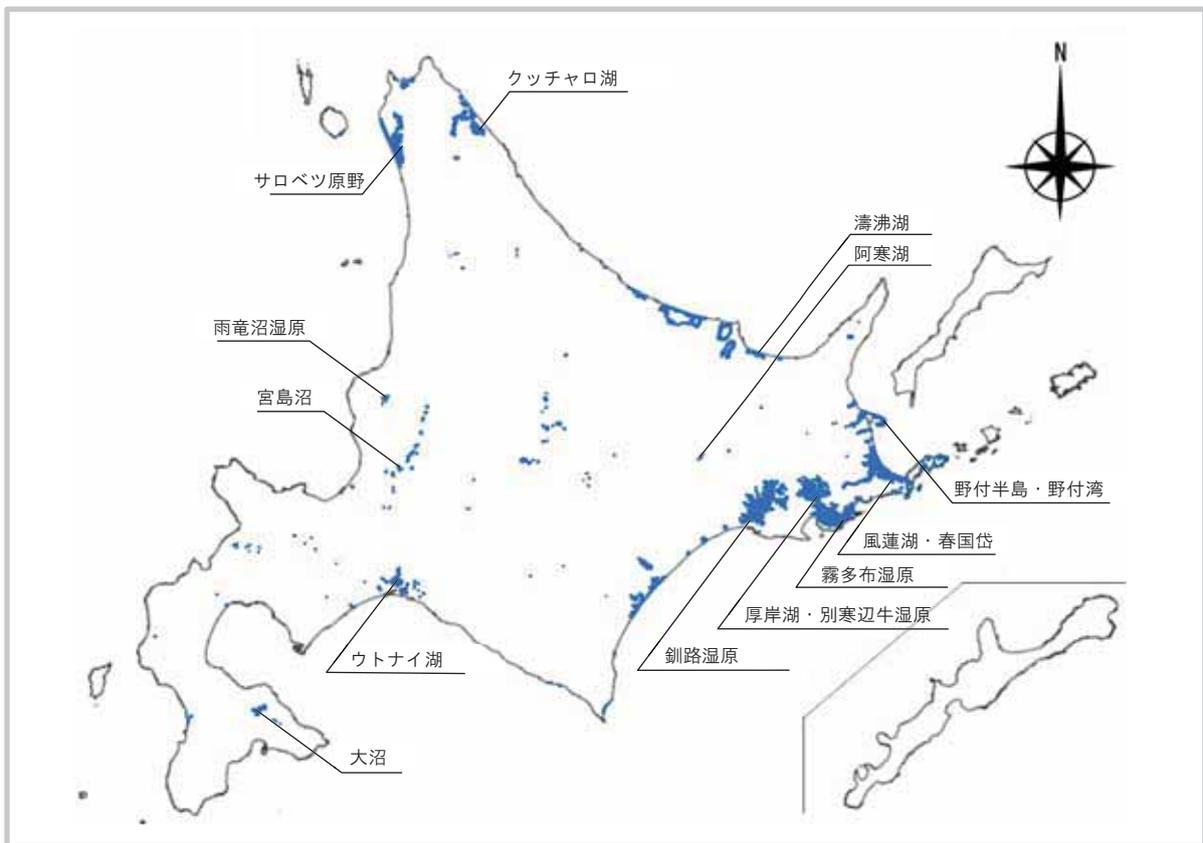 N
クッチャロ湖
サロベツ原野
濤沸湖
阿寒湖
雨竜沼湿原
宮島沼
野付半島・野付湾
風蓮湖・春国岱
霧多布湿原
厚岸湖・別寒辺牛湿原
釧路湿原
ウトナイ湖
大沼